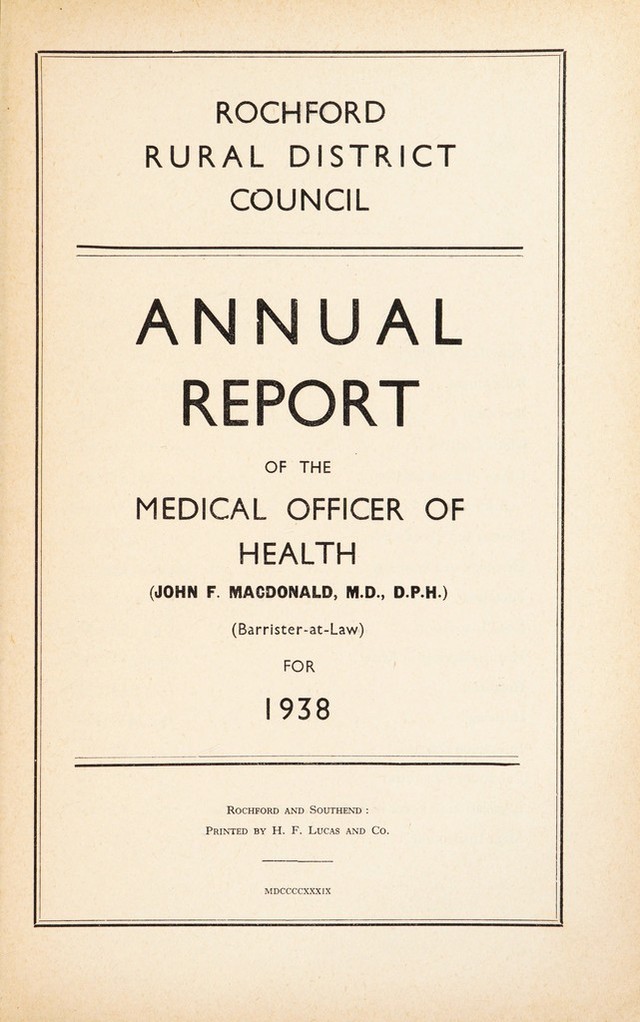 ROCHFORD
RURAL DISTRICT
COUNCIL
ANNUAL
REPORT
OF THE
MEDICAL OFFICER OF
HEALTH
(JOHN F. MACDONALD, M.D., D.P.H.)
(Barrister-at-Law)
FOR
1938
ROCHFORD AND SOUTHEND :
PRINTED BY H. F. LUCAS AND CO.
MDCCCCXXXIX